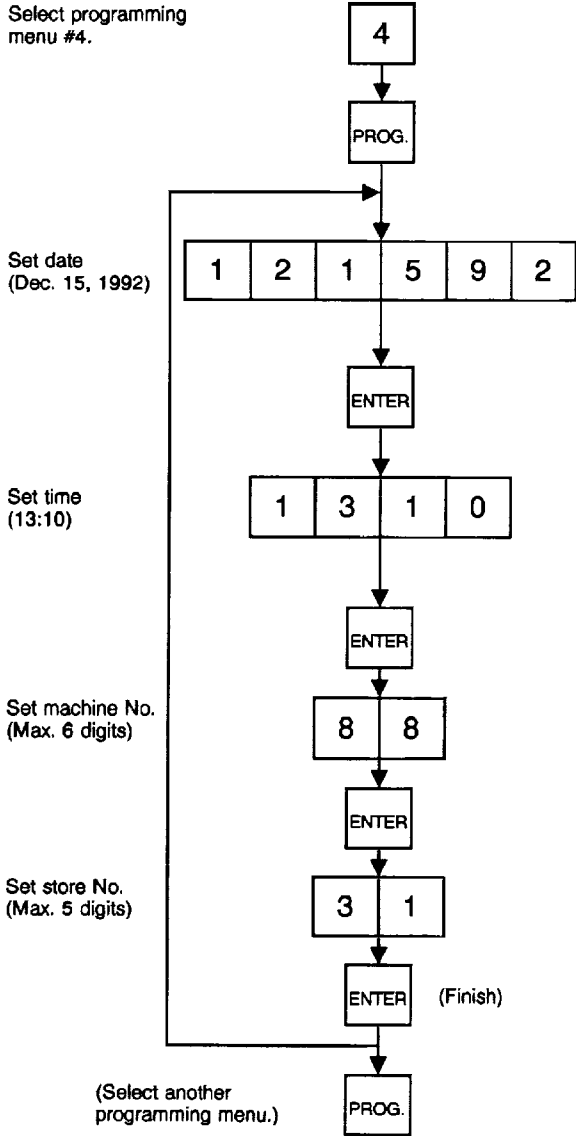 Select programming
menu #4.
4
PROG.
Set date
(Dec. 15, 1992)
1 2 1 5 9 2
ENTER
Set time
(13:10)
1 3 1 0
ENTER
Set machine No.
(Max. 6 digits)
8 8
ENTER
Set store No.
(Max. 5 digits)
3 1
ENTER (Finish)
(Select another
programming menu.)
PROG.